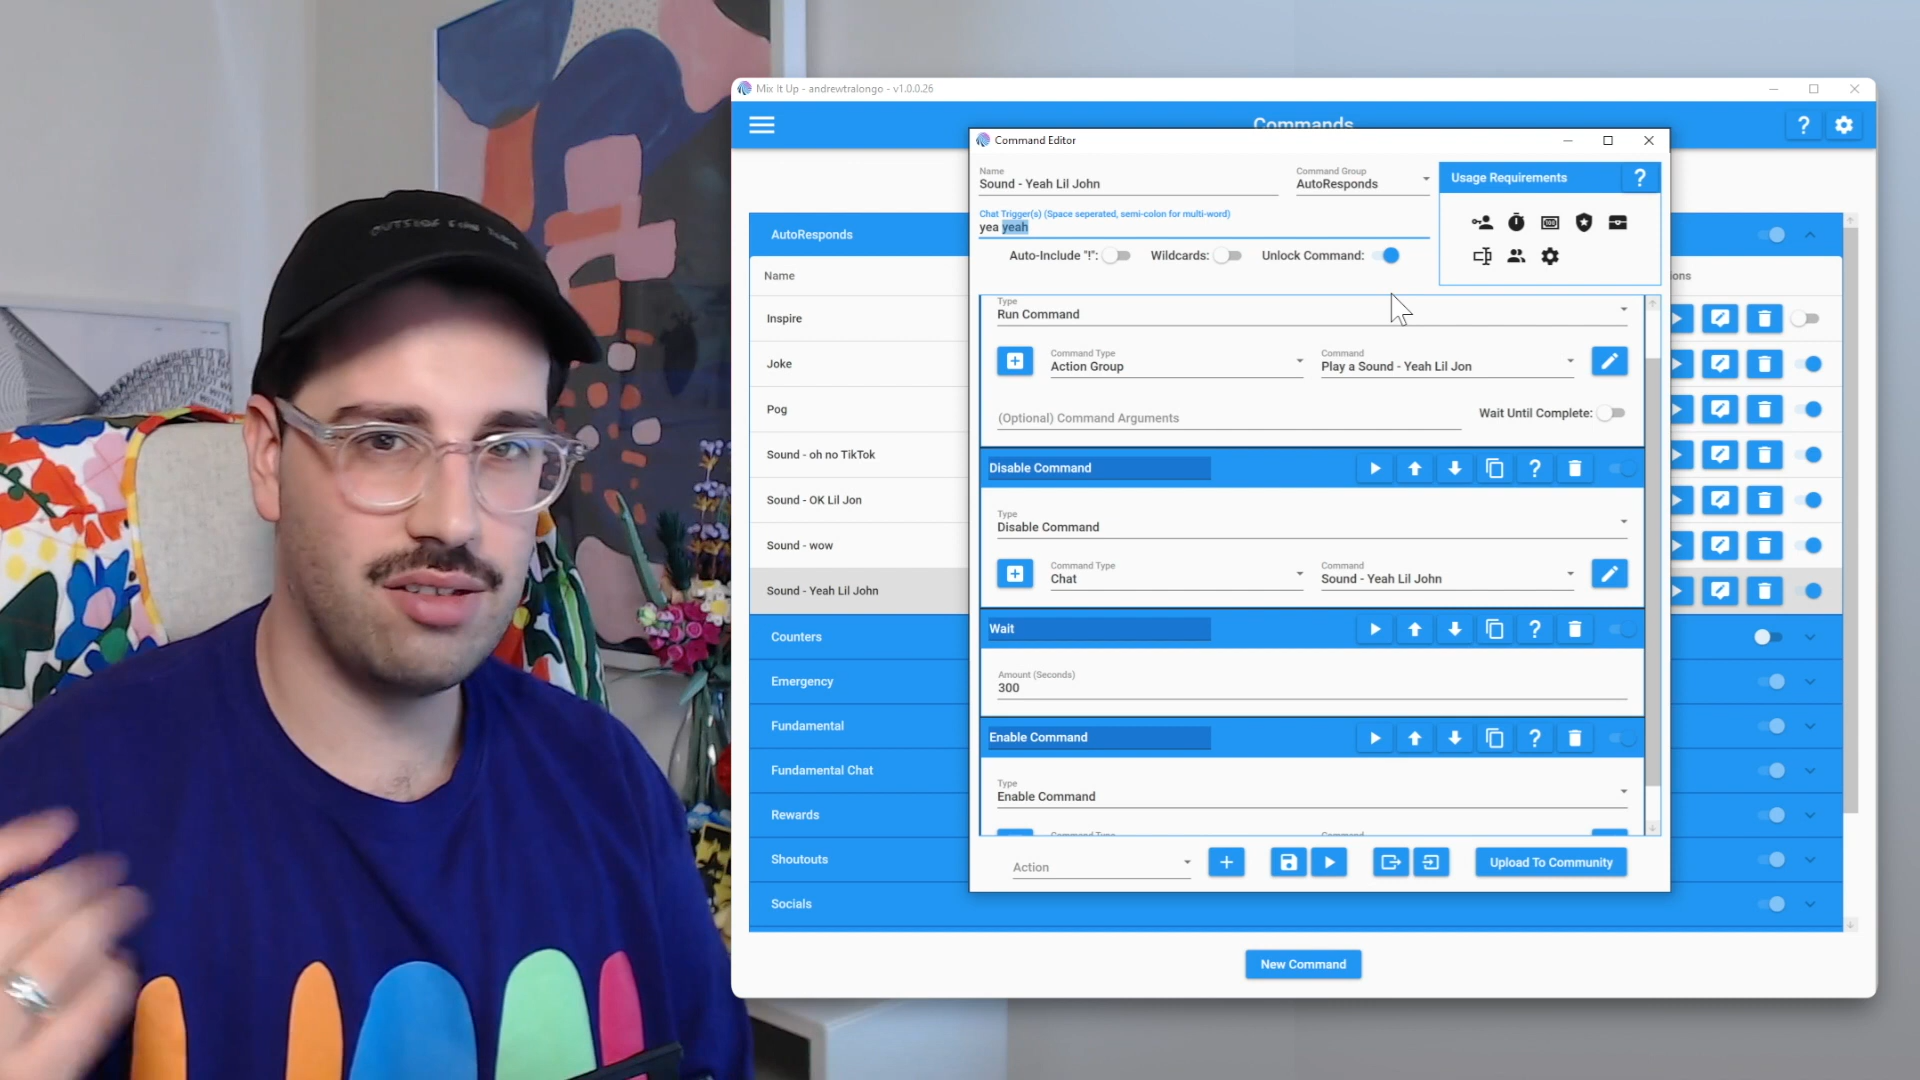 Mix It Up - andrewtralongo - v1.0.0.26
Commands
?
AutoResponds
Name
Inspire
Joke
Pog
Sound - oh no TikTok
Sound - OK Lil Jon
Sound - wow
Sound - Yeah Lil John
Counters
Emergency
Fundamental
Fundamental Chat
Rewards
Shoutouts
Socials
New Command
ons
Command Editor
Name
Sound - Yeah Lil John
Command Group
AutoResponds
Usage Requirements
?
Chat Trigger(s) (Space seperated, semi-colon for multi-word)
yea yeah
Auto-Include "!":
Wildcards:
Unlock Command:
Type
Run Command
Command Type
Action Group
Command
Play a Sound - Yeah Lil Jon
(Optional) Command Arguments
Wait Until Complete:
Disable Command
?
Type
Disable Command
Command Type
Chat
Command
Sound - Yeah Lil John
Wait
?
Amount (Seconds)
300
Enable Command
?
Type
Enable Command
Command Type
Command
Action
Upload To Community